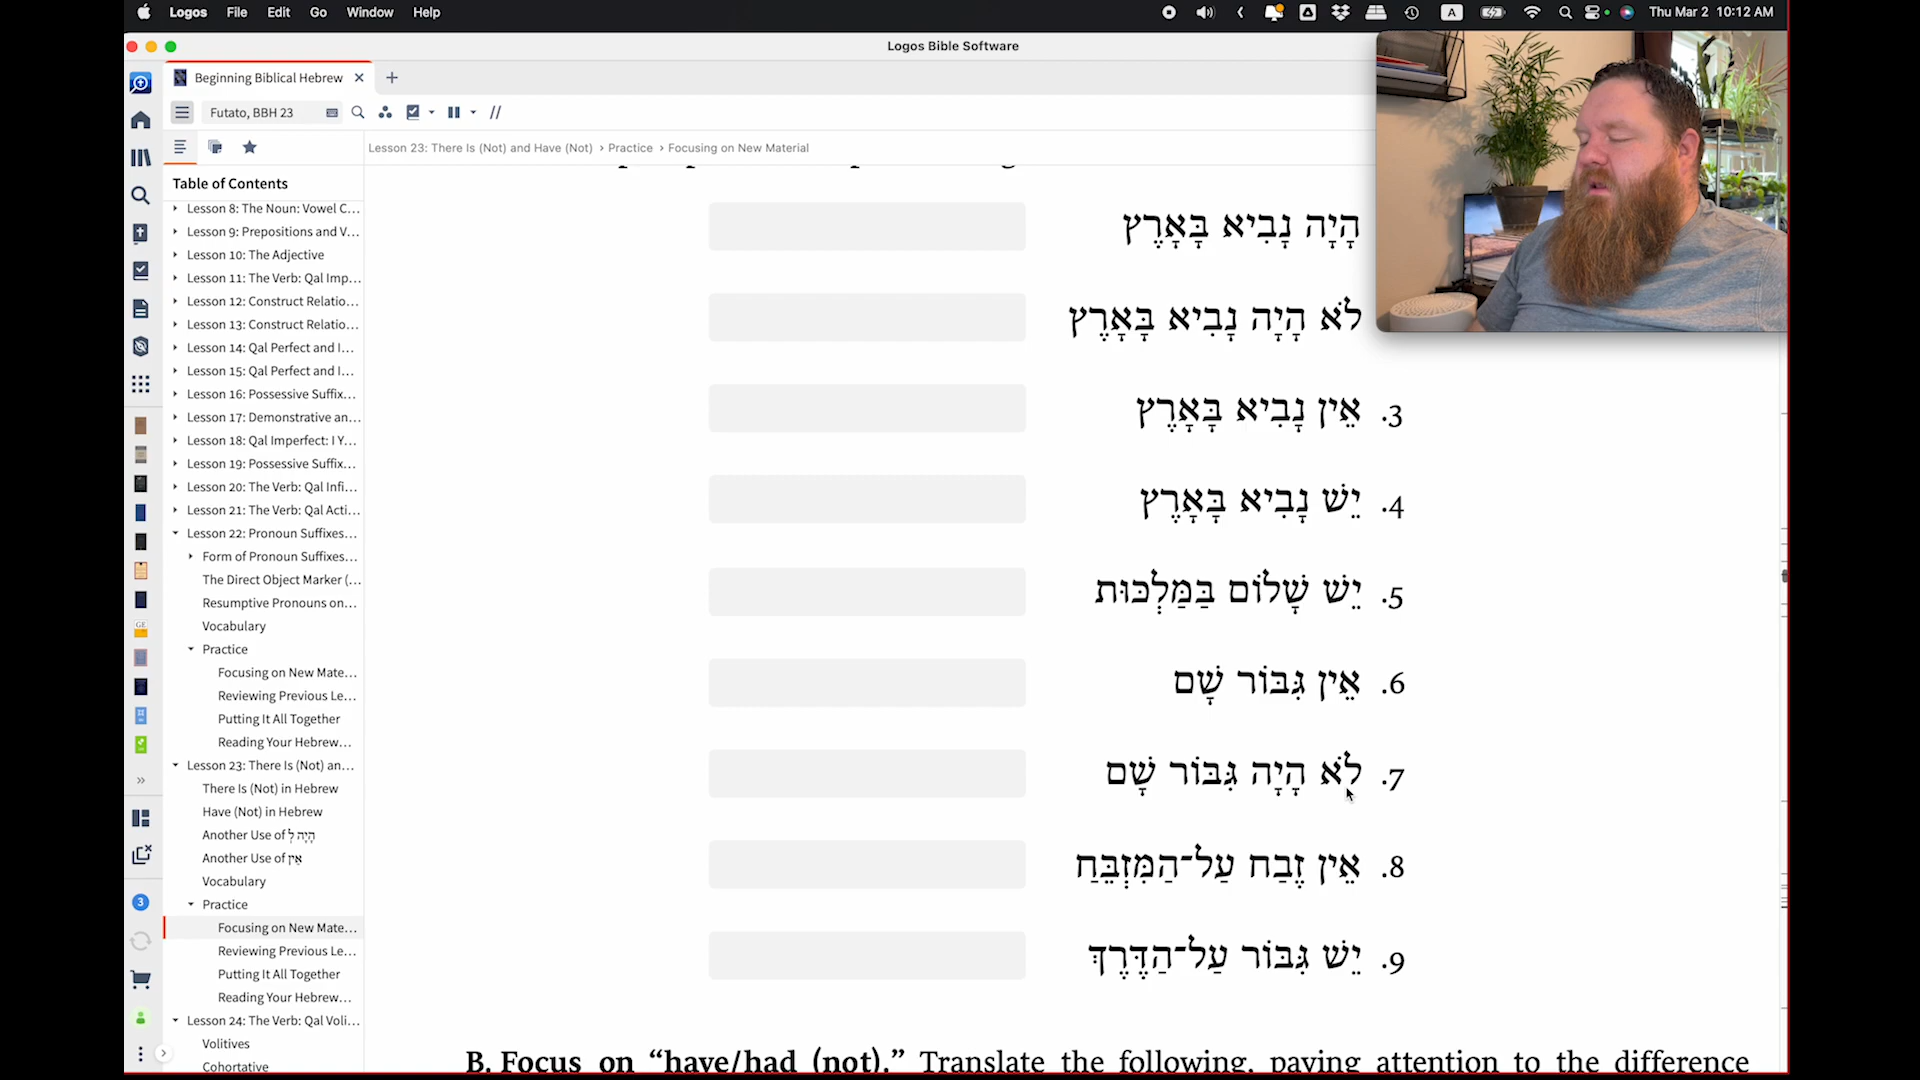 Logos File Edit Go Window Help
A
Thu Mar 2 10:12 AM
Logos Bible Software
Beginning Biblical Hebrew
Futato, BBH 23
Lesson 23: There Is (Not) and Have (Not) › Practice › Focusing on New Material
Table of Contents
Lesson 8: The Noun: Vowel C...
Lesson 9: Prepositions and V...
Lesson 10: The Adjective
Lesson 11: The Verb: Qal Imp...
Lesson 12: Construct Relatio...
Lesson 13: Construct Relatio...
Lesson 14: Qal Perfect and I...
Lesson 15: Qal Perfect and I...
Lesson 16: Possessive Suffix...
Lesson 17: Demonstrative an...
Lesson 18: Qal Imperfect: I Y...
Lesson 19: Possessive Suffix...
Lesson 20: The Verb: Qal Infi...
Lesson 21: The Verb: Qal Acti...
Lesson 22: Pronoun Suffixes...
Form of Pronoun Suffixes...
The Direct Object Marker (...
Resumptive Pronouns on...
Vocabulary
Practice
Focusing on New Mate...
Reviewing Previous Le...
Putting It All Together
Reading Your Hebrew...
Lesson 23: There Is (Not) an...
There Is (Not) in Hebrew
Have (Not) in Hebrew
Another Use of הָיָה לְ
Another Use of אֵין
Vocabulary
Practice
Focusing on New Mate...
Reviewing Previous Le...
Putting It All Together
Reading Your Hebrew...
Lesson 24: The Verb: Qal Voli...
Volitives
Cohortative
GE
3
הָיָה נָבִיא בָּאָרֶץ
לֹא הָיָה נָבִיא בָּאָרֶץ
3. אֵין נָבִיא בָּאָרֶץ
4. יֵשׁ נָבִיא בָּאָרֶץ
5. יֵשׁ שָׁלוֹם בַּמַּלְכּוּת
6. אֵין גִּבּוֹר שָׁם
7. לֹא הָיָה גִּבּוֹר שָׁם
8. אֵין זֶבַח עַל־הַמִּזְבֵּחַ
9. יֵשׁ גִּבּוֹר עַל־הַדֶּרֶךְ
B. Focus on “have/had (not).” Translate the following, paying attention to the difference